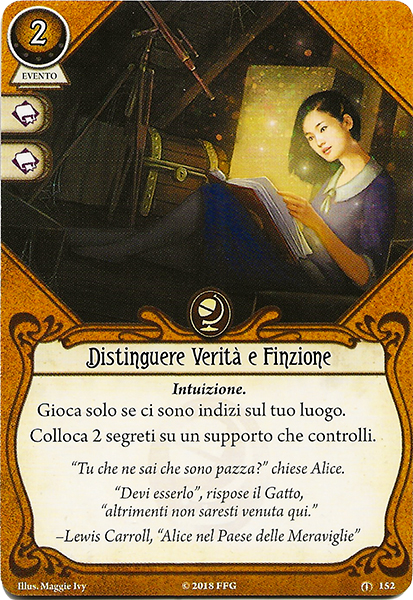 2
EVENTO
Distinguere Verità e Finzione
Intuizione.
Gioca solo se ci sono indizi sul tuo luogo.
Colloca 2 segreti su un supporto che controlli.
“Tu che ne sai che sono pazza?” chiese Alice.
“Devi esserlo”, rispose il Gatto,
“altrimenti non saresti venuta qui.”
–Lewis Carroll, “Alice nel Paese delle Meraviglie”
Illus. Maggie Ivy © 2018 FFG 152